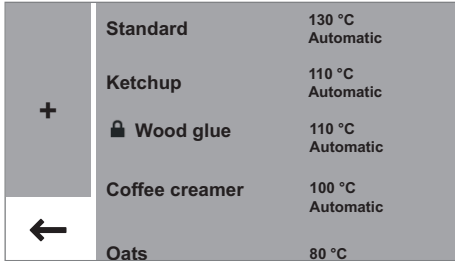 Standard 130 °C
Automatic
Ketchup 110 °C
Automatic
+
Wood glue 110 °C
Automatic
Coffee creamer 100 °C
Automatic
←
Oats 80 °C